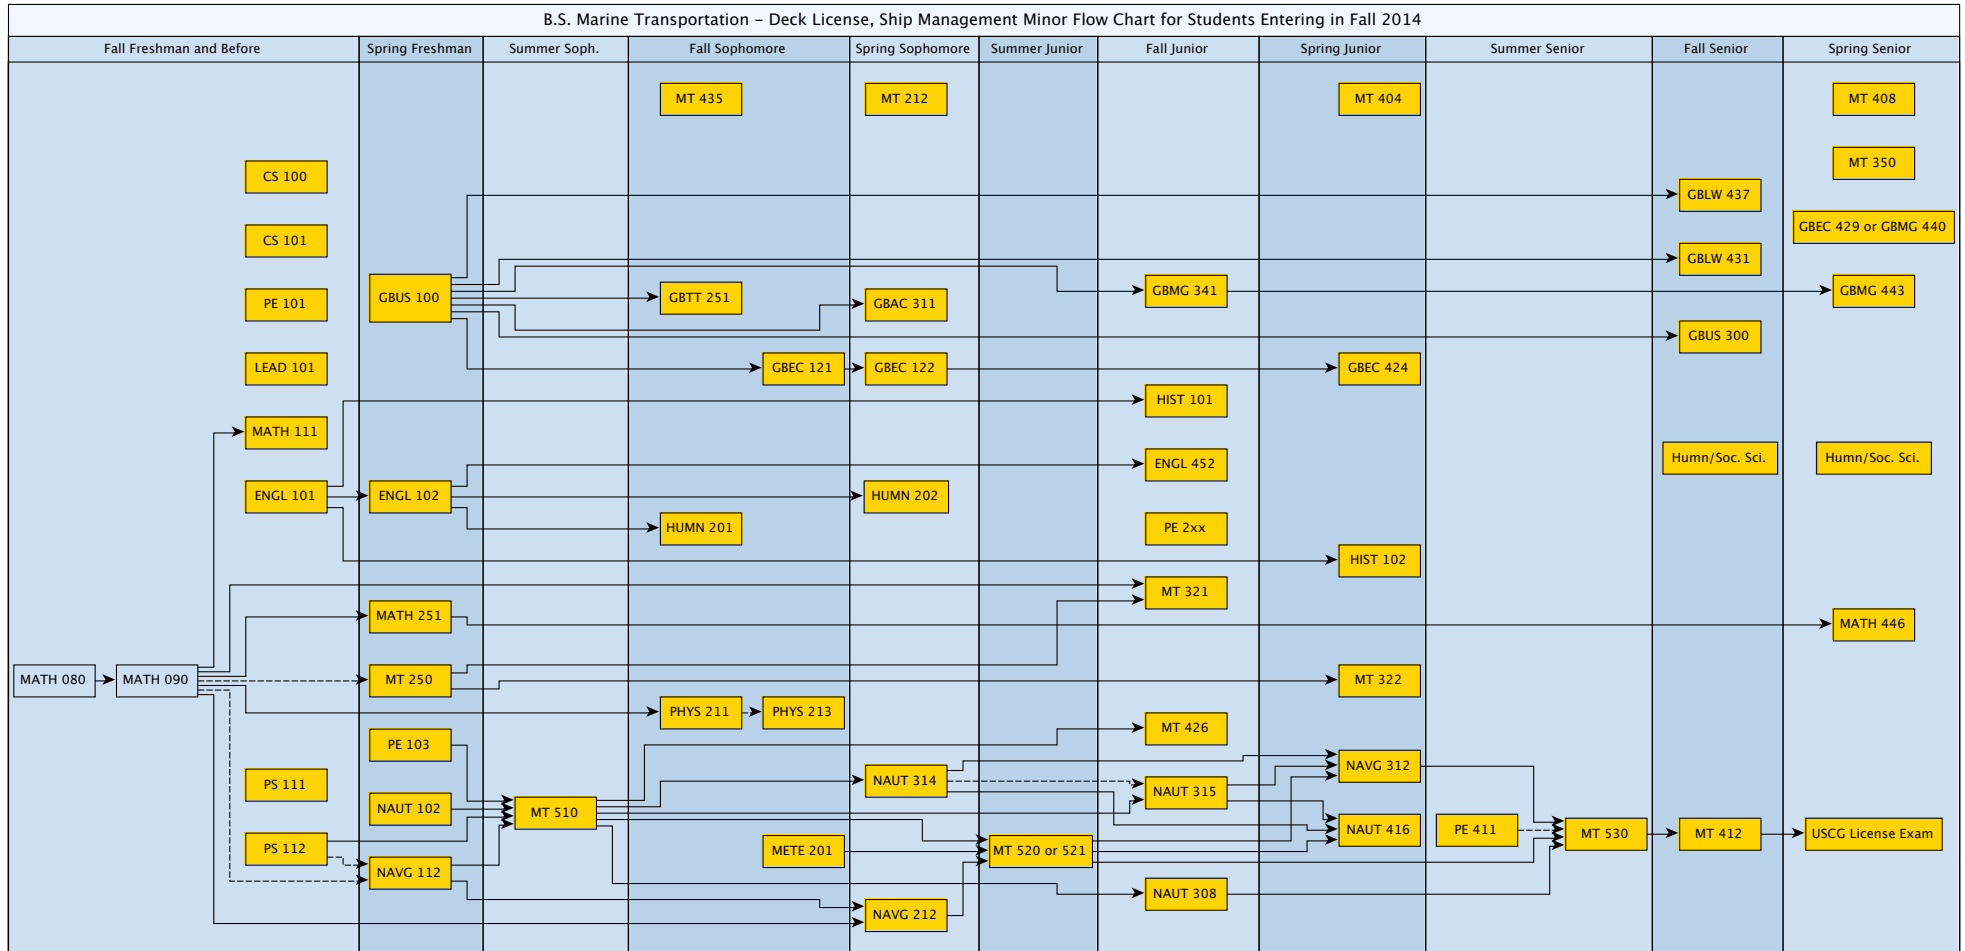 B.S. Marine Transportation – Deck License, Ship Management Minor Flow Chart for Students Entering in Fall 2014
Fall Freshman and Before
Spring Freshman
Summer Soph.
Fall Sophomore
Spring Sophomore
Summer Junior
Fall Junior
Spring Junior
Summer Senior
Fall Senior
Spring Senior
MATH 080
MATH 090
CS 100
CS 101
PE 101
LEAD 101
MATH 111
ENGL 101
PS 111
PS 112
GBUS 100
ENGL 102
MATH 251
MT 250
PE 103
NAUT 102
NAVG 112
MT 510
MT 435
GBTT 251
GBEC 121
HUMN 201
PHYS 211
PHYS 213
METE 201
MT 212
GBAC 311
GBEC 122
HUMN 202
NAUT 314
NAVG 212
MT 520 or 521
GBMG 341
HIST 101
ENGL 452
PE 2xx
MT 321
MT 426
NAUT 315
NAUT 308
MT 404
GBEC 424
HIST 102
MT 322
NAVG 312
NAUT 416
PE 411
MT 530
GBLW 437
GBLW 431
GBUS 300
Humn/Soc. Sci.
MT 412
MT 408
MT 350
GBEC 429 or GBMG 440
GBMG 443
Humn/Soc. Sci.
MATH 446
USCG License Exam